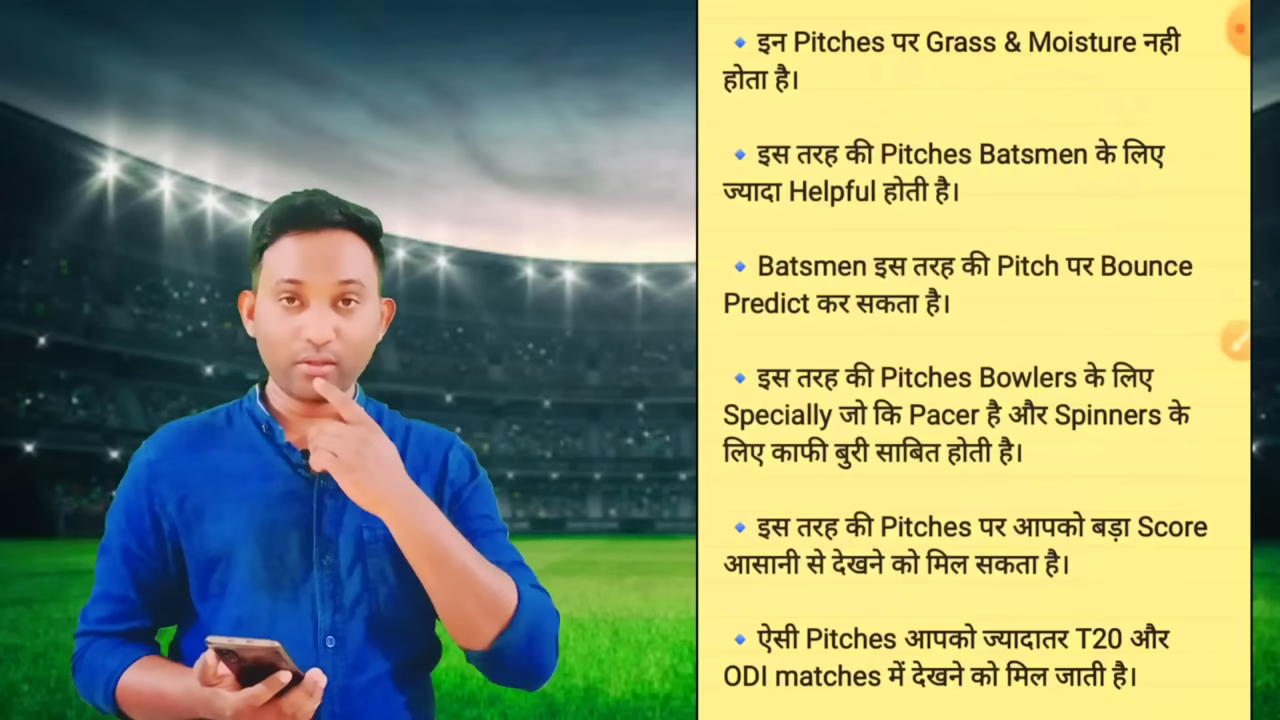 🔹 इन Pitches पर Grass & Moisture नही
होता है।
🔹 इस तरह की Pitches Batsmen के लिए
ज्यादा Helpful होती है।
🔹 Batsmen इस तरह की Pitch पर Bounce
Predict कर सकता है।
🔹 इस तरह की Pitches Bowlers के लिए
Specially जो कि Pacer है और Spinners के
लिए काफी बुरी साबित होती है।
🔹 इस तरह की Pitches पर आपको बड़ा Score
आसानी से देखने को मिल सकता है।
🔹 ऐसी Pitches आपको ज्यादातर T20 और
ODI matches में देखने को मिल जाती है।